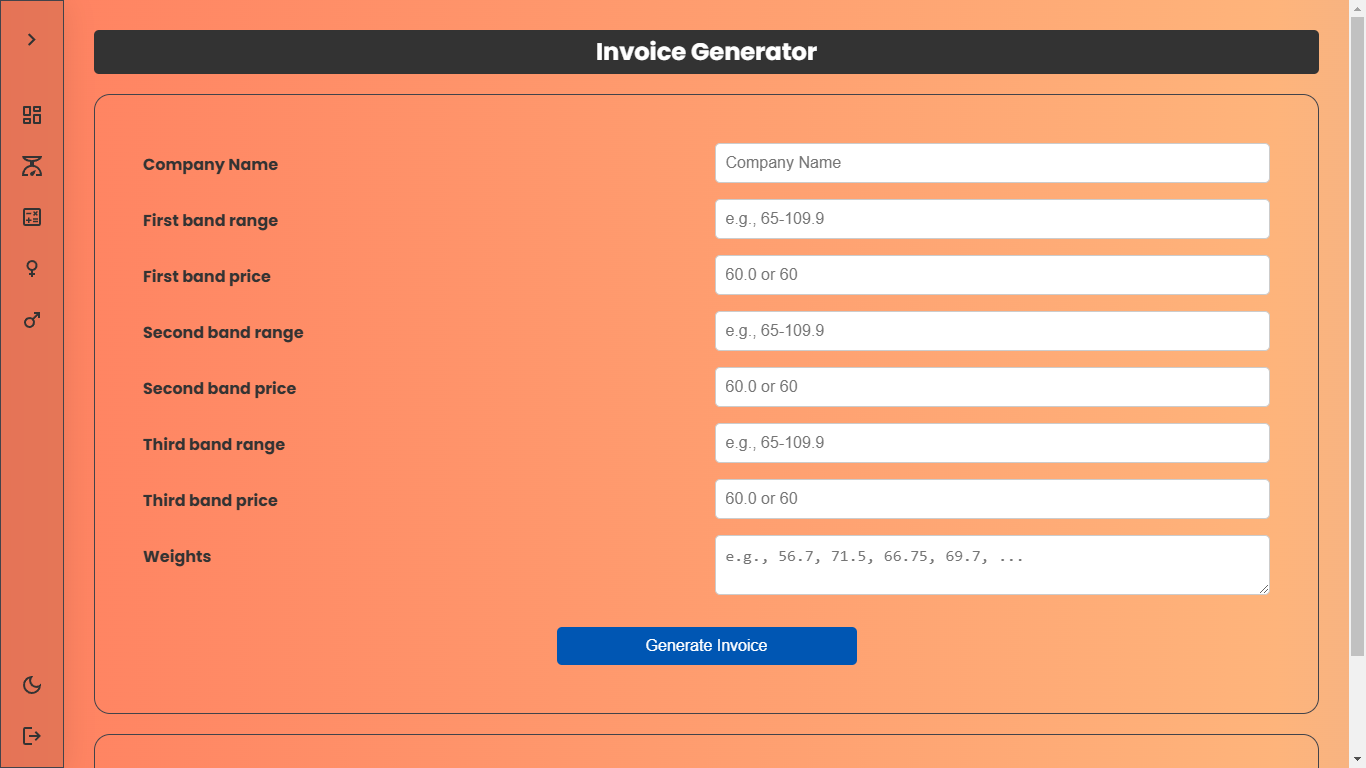 Invoice Generator
Company Name
Company Name
First band range
e.g., 65-109.9
First band price
60.0 or 60
Second band range
e.g., 65-109.9
Second band price
60.0 or 60
Third band range
e.g., 65-109.9
Third band price
60.0 or 60
Weights
e.g., 56.7, 71.5, 66.75, 69.7, ...
Generate Invoice